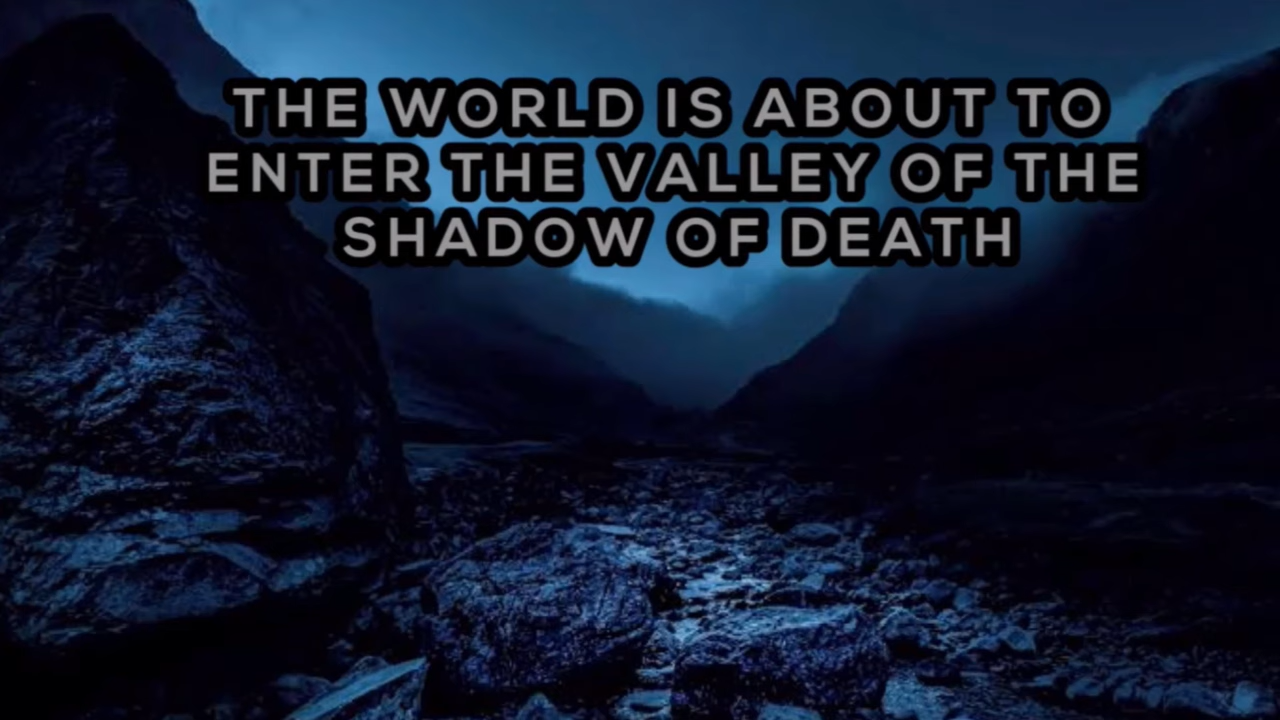 THE WORLD IS ABOUT TO
ENTER THE VALLEY OF THE
SHADOW OF DEATH